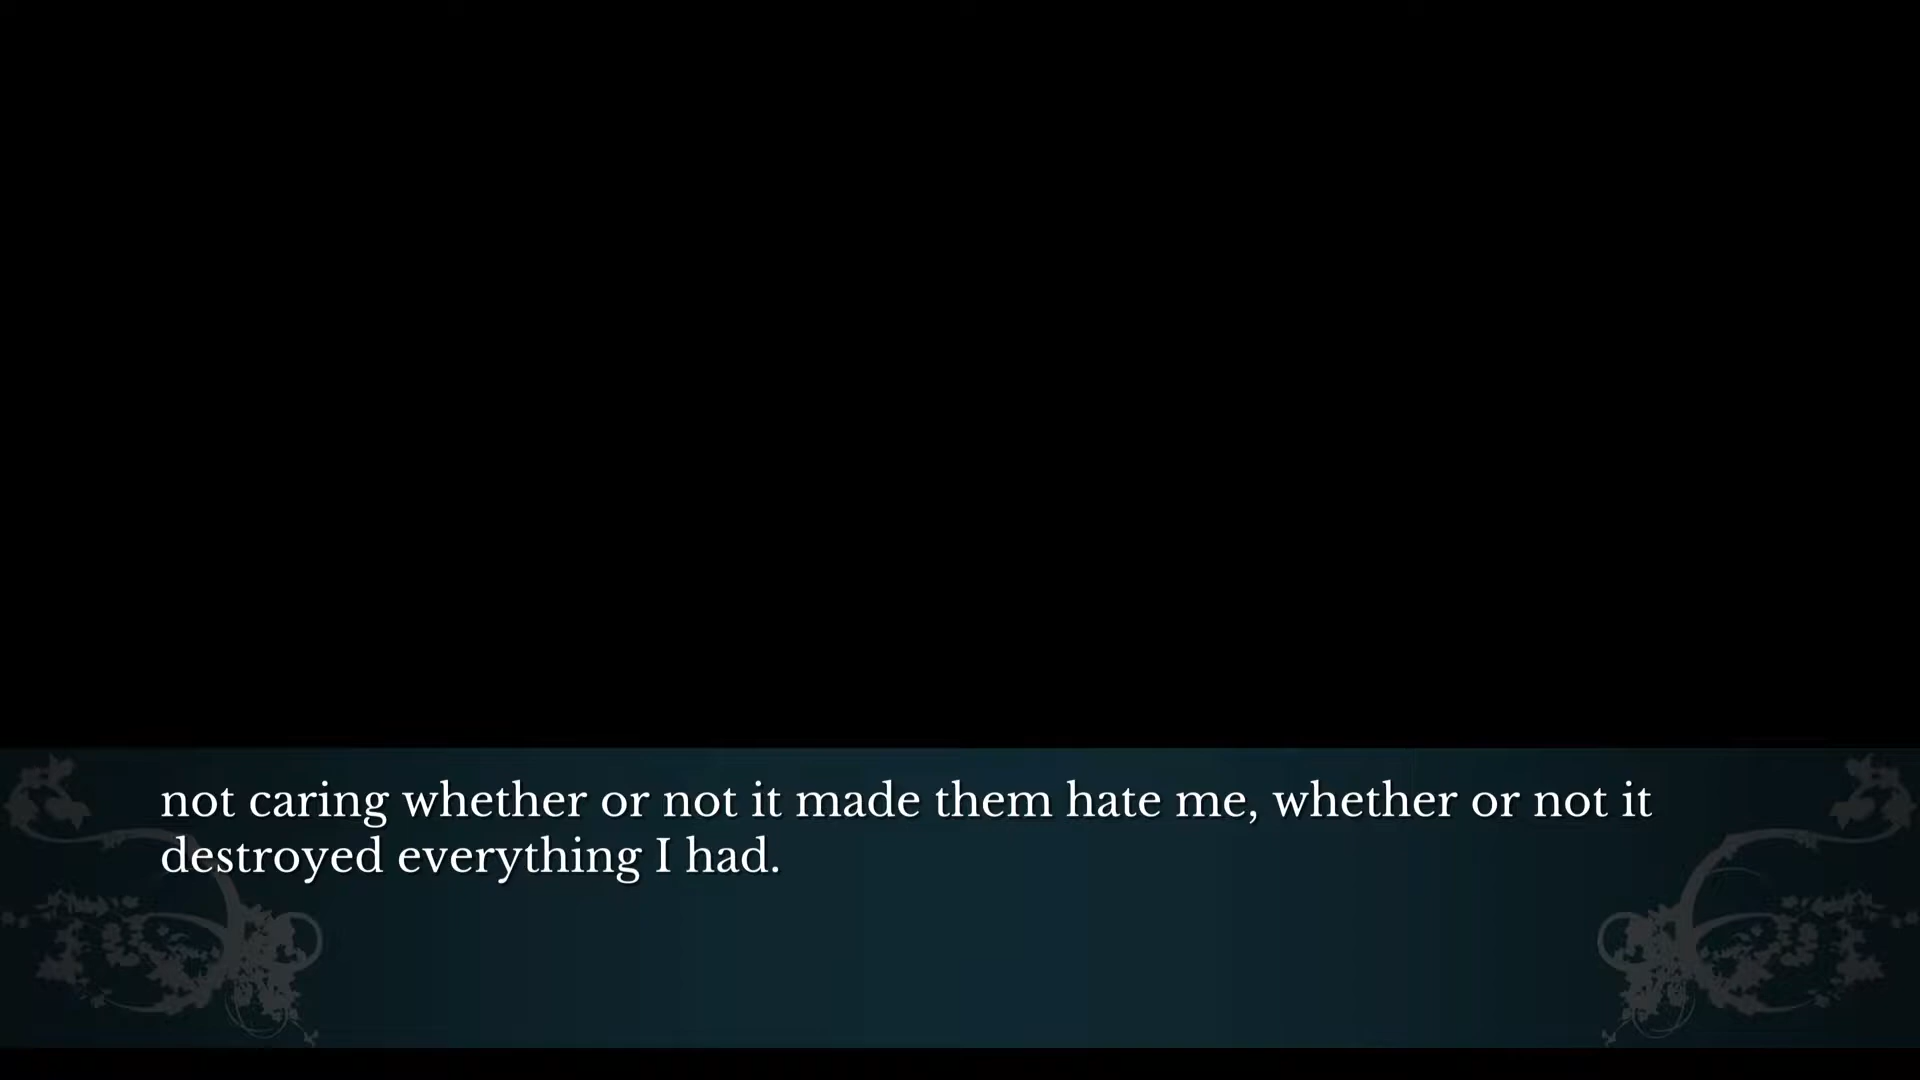 not caring whether or not it made them hate me, whether or not it
destroyed everything I had.